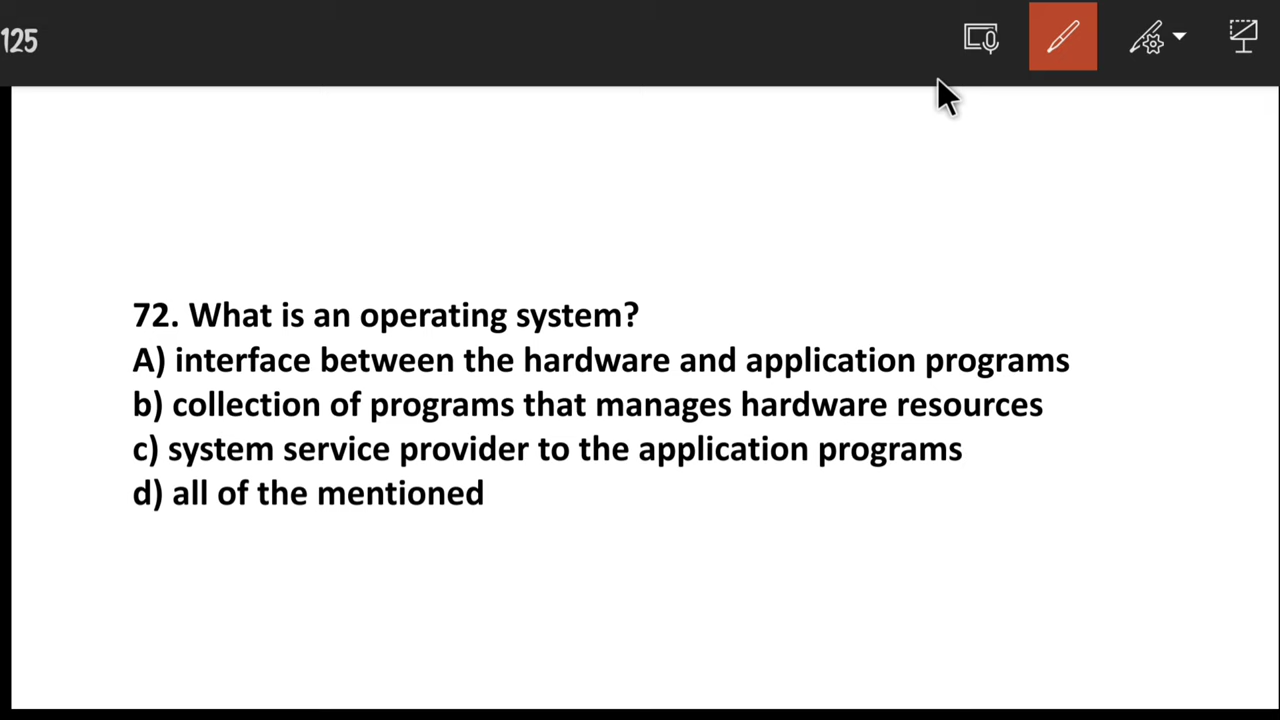 125
72. What is an operating system?
A) interface between the hardware and application programs
b) collection of programs that manages hardware resources
c) system service provider to the application programs
d) all of the mentioned